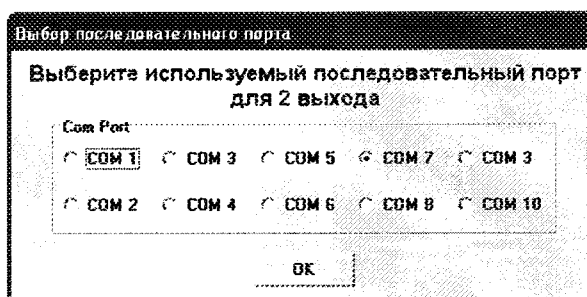 Выбор последовательного порта
Выберите используемый последовательный порт
для 2 выхода
Com Port
COM 1 COM 3 COM 5 COM 7 COM 3
COM 2 COM 4 COM 6 COM 8 COM 10
OK